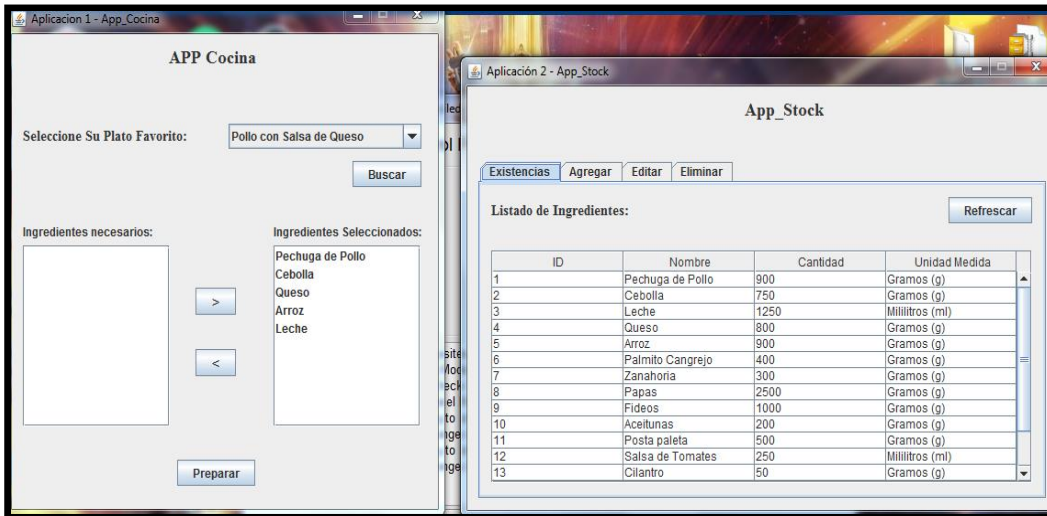 Aplicacion 1 - App_Cocina
APP Cocina
Seleccione Su Plato Favorito:
Pollo con Salsa de Queso
Buscar
Ingredientes necesarios:
Ingredientes Seleccionados:
Pechuga de Pollo
Cebolla
Queso
Arroz
Leche
>
<
Preparar
Aplicación 2 - App_Stock
App_Stock
Existencias Agregar Editar Eliminar
Listado de Ingredientes:
Refrescar
ID Nombre Cantidad Unidad Medida
1 Pechuga de Pollo 900 Gramos (g)
2 Cebolla 750 Gramos (g)
3 Leche 1250 Mililitros (ml)
4 Queso 800 Gramos (g)
5 Arroz 900 Gramos (g)
6 Palmito Cangrejo 400 Gramos (g)
7 Zanahoria 300 Gramos (g)
8 Papas 2500 Gramos (g)
9 Fideos 1000 Gramos (g)
10 Aceitunas 200 Gramos (g)
11 Posta paleta 500 Gramos (g)
12 Salsa de Tomates 250 Mililitros (ml)
13 Cilantro 50 Gramos (g)